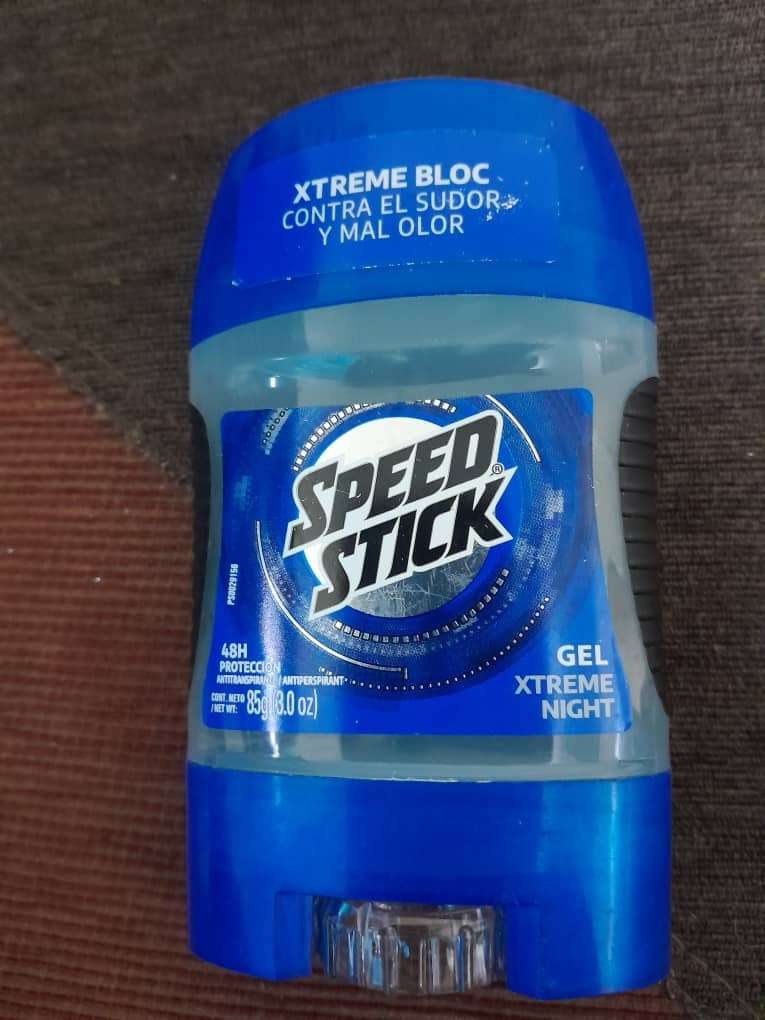 XTREME BLOC
CONTRA EL SUDOR
Y MAL OLOR
SPEED
STICK®
PS0029156
48H
PROTECCIÓN
ANTITRANSPIRANTE / ANTIPERSPIRANT
CONT. NETO
/ NET WT: 85g (3.0 oz)
GEL
XTREME
NIGHT